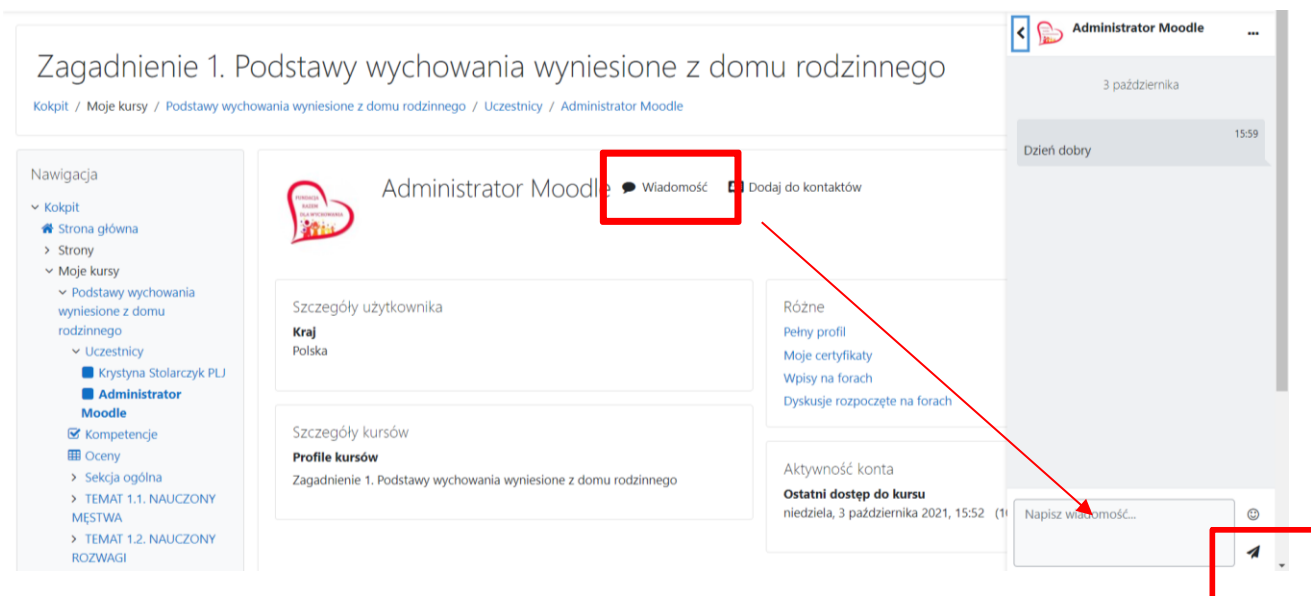 Zagadnienie 1. Podstawy wychowania wyniesione z domu rodzinnego
Kokpit / Moje kursy / Podstawy wychowania wyniesione z domu rodzinnego / Uczestnicy / Administrator Moodle
Nawigacja
Kokpit
Strona główna
Strony
Moje kursy
Podstawy wychowania
wyniesione z domu
rodzinnego
Uczestnicy
Krystyna Stolarczyk PLJ
Administrator
Moodle
Kompetencje
Oceny
Sekcja ogólna
TEMAT 1.1. NAUCZONY
MĘSTWA
TEMAT 1.2. NAUCZONY
ROZWAGI
FUNDACJA
RAZEM
DLA WYCHOWANIA
Administrator Moodle Wiadomość Dodaj do kontaktów
Szczegóły użytkownika
Kraj
Polska
Szczegóły kursów
Profile kursów
Zagadnienie 1. Podstawy wychowania wyniesione z domu rodzinnego
Różne
Pełny profil
Moje certyfikaty
Wpisy na forach
Dyskusje rozpoczęte na forach
Aktywność konta
Ostatni dostęp do kursu
niedziela, 3 października 2021, 15:52 (1
Administrator Moodle
3 października
15:59
Dzień dobry
Napisz wiadomość...